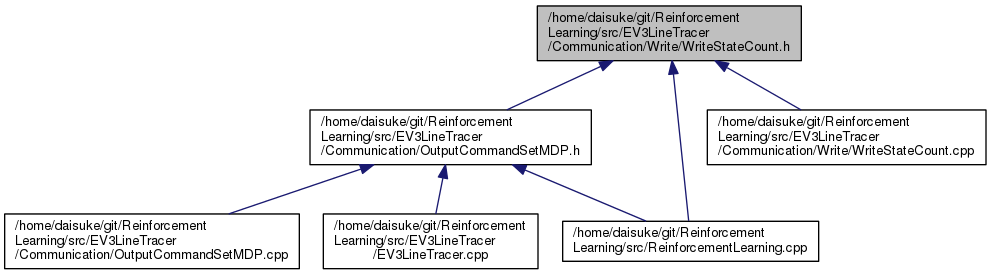 /home/daisuke/git/Reinforcement
Learning/src/EV3LineTracer
/Communication/Write/WriteStateCount.h
/home/daisuke/git/Reinforcement
Learning/src/EV3LineTracer
/Communication/OutputCommandSetMDP.h
/home/daisuke/git/Reinforcement
Learning/src/EV3LineTracer
/Communication/Write/WriteStateCount.cpp
/home/daisuke/git/Reinforcement
Learning/src/EV3LineTracer
/Communication/OutputCommandSetMDP.cpp
/home/daisuke/git/Reinforcement
Learning/src/EV3LineTracer
/EV3LineTracer.cpp
/home/daisuke/git/Reinforcement
Learning/src/ReinforcementLearning.cpp